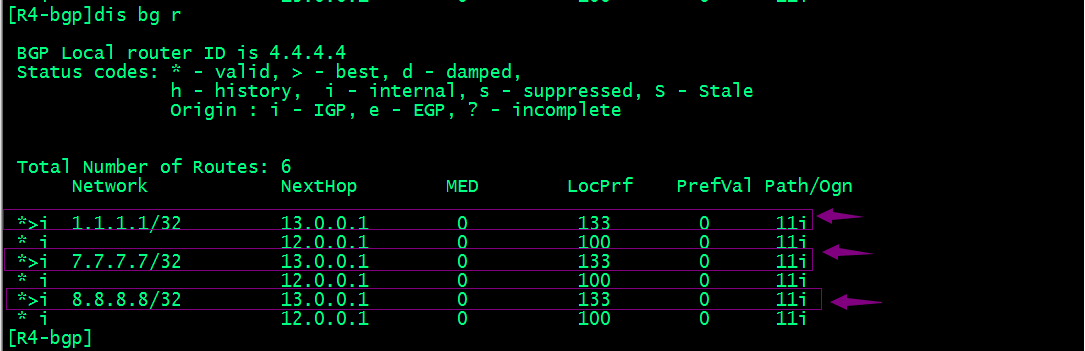 [R4-bgp]dis bg r
BGP Local router ID is 4.4.4.4
Status codes: * - valid, > - best, d - damped,
h - history,  i - internal, s - suppressed, S - Stale
Origin : i - IGP, e - EGP, ? - incomplete
Total Number of Routes: 6
Network NextHop MED LocPrf PrefVal Path/Ogn
*>i 1.1.1.1/32 13.0.0.1 0 133 0 11i
* i 12.0.0.1 0 100 0 11i
*>i 7.7.7.7/32 13.0.0.1 0 133 0 11i
* i 12.0.0.1 0 100 0 11i
*>i 8.8.8.8/32 13.0.0.1 0 133 0 11i
* i 12.0.0.1 0 100 0 11i
[R4-bgp]